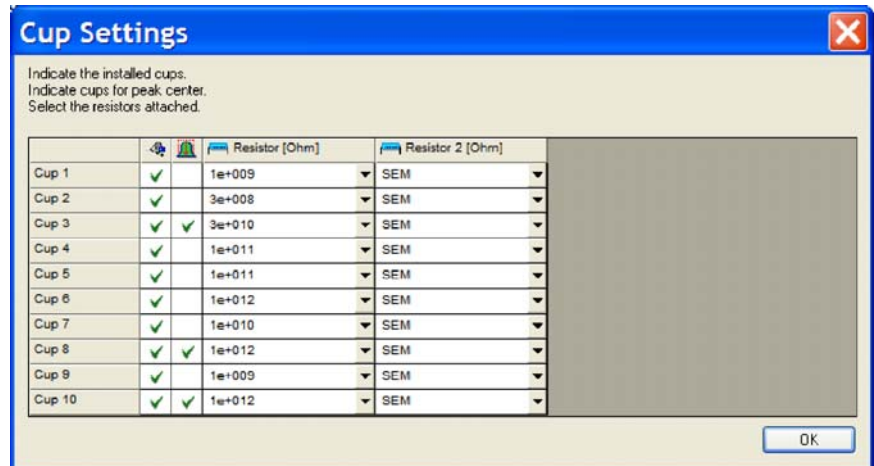 Cup Settings
Indicate the installed cups.
Indicate cups for peak center.
Select the resistors attached.
Resistor [Ohm] Resistor 2 [Ohm]
Cup 1 1e+009 SEM
Cup 2 3e+008 SEM
Cup 3 3e+010 SEM
Cup 4 1e+011 SEM
Cup 5 1e+011 SEM
Cup 6 1e+012 SEM
Cup 7 1e+010 SEM
Cup 8 1e+012 SEM
Cup 9 1e+009 SEM
Cup 10 1e+012 SEM
OK